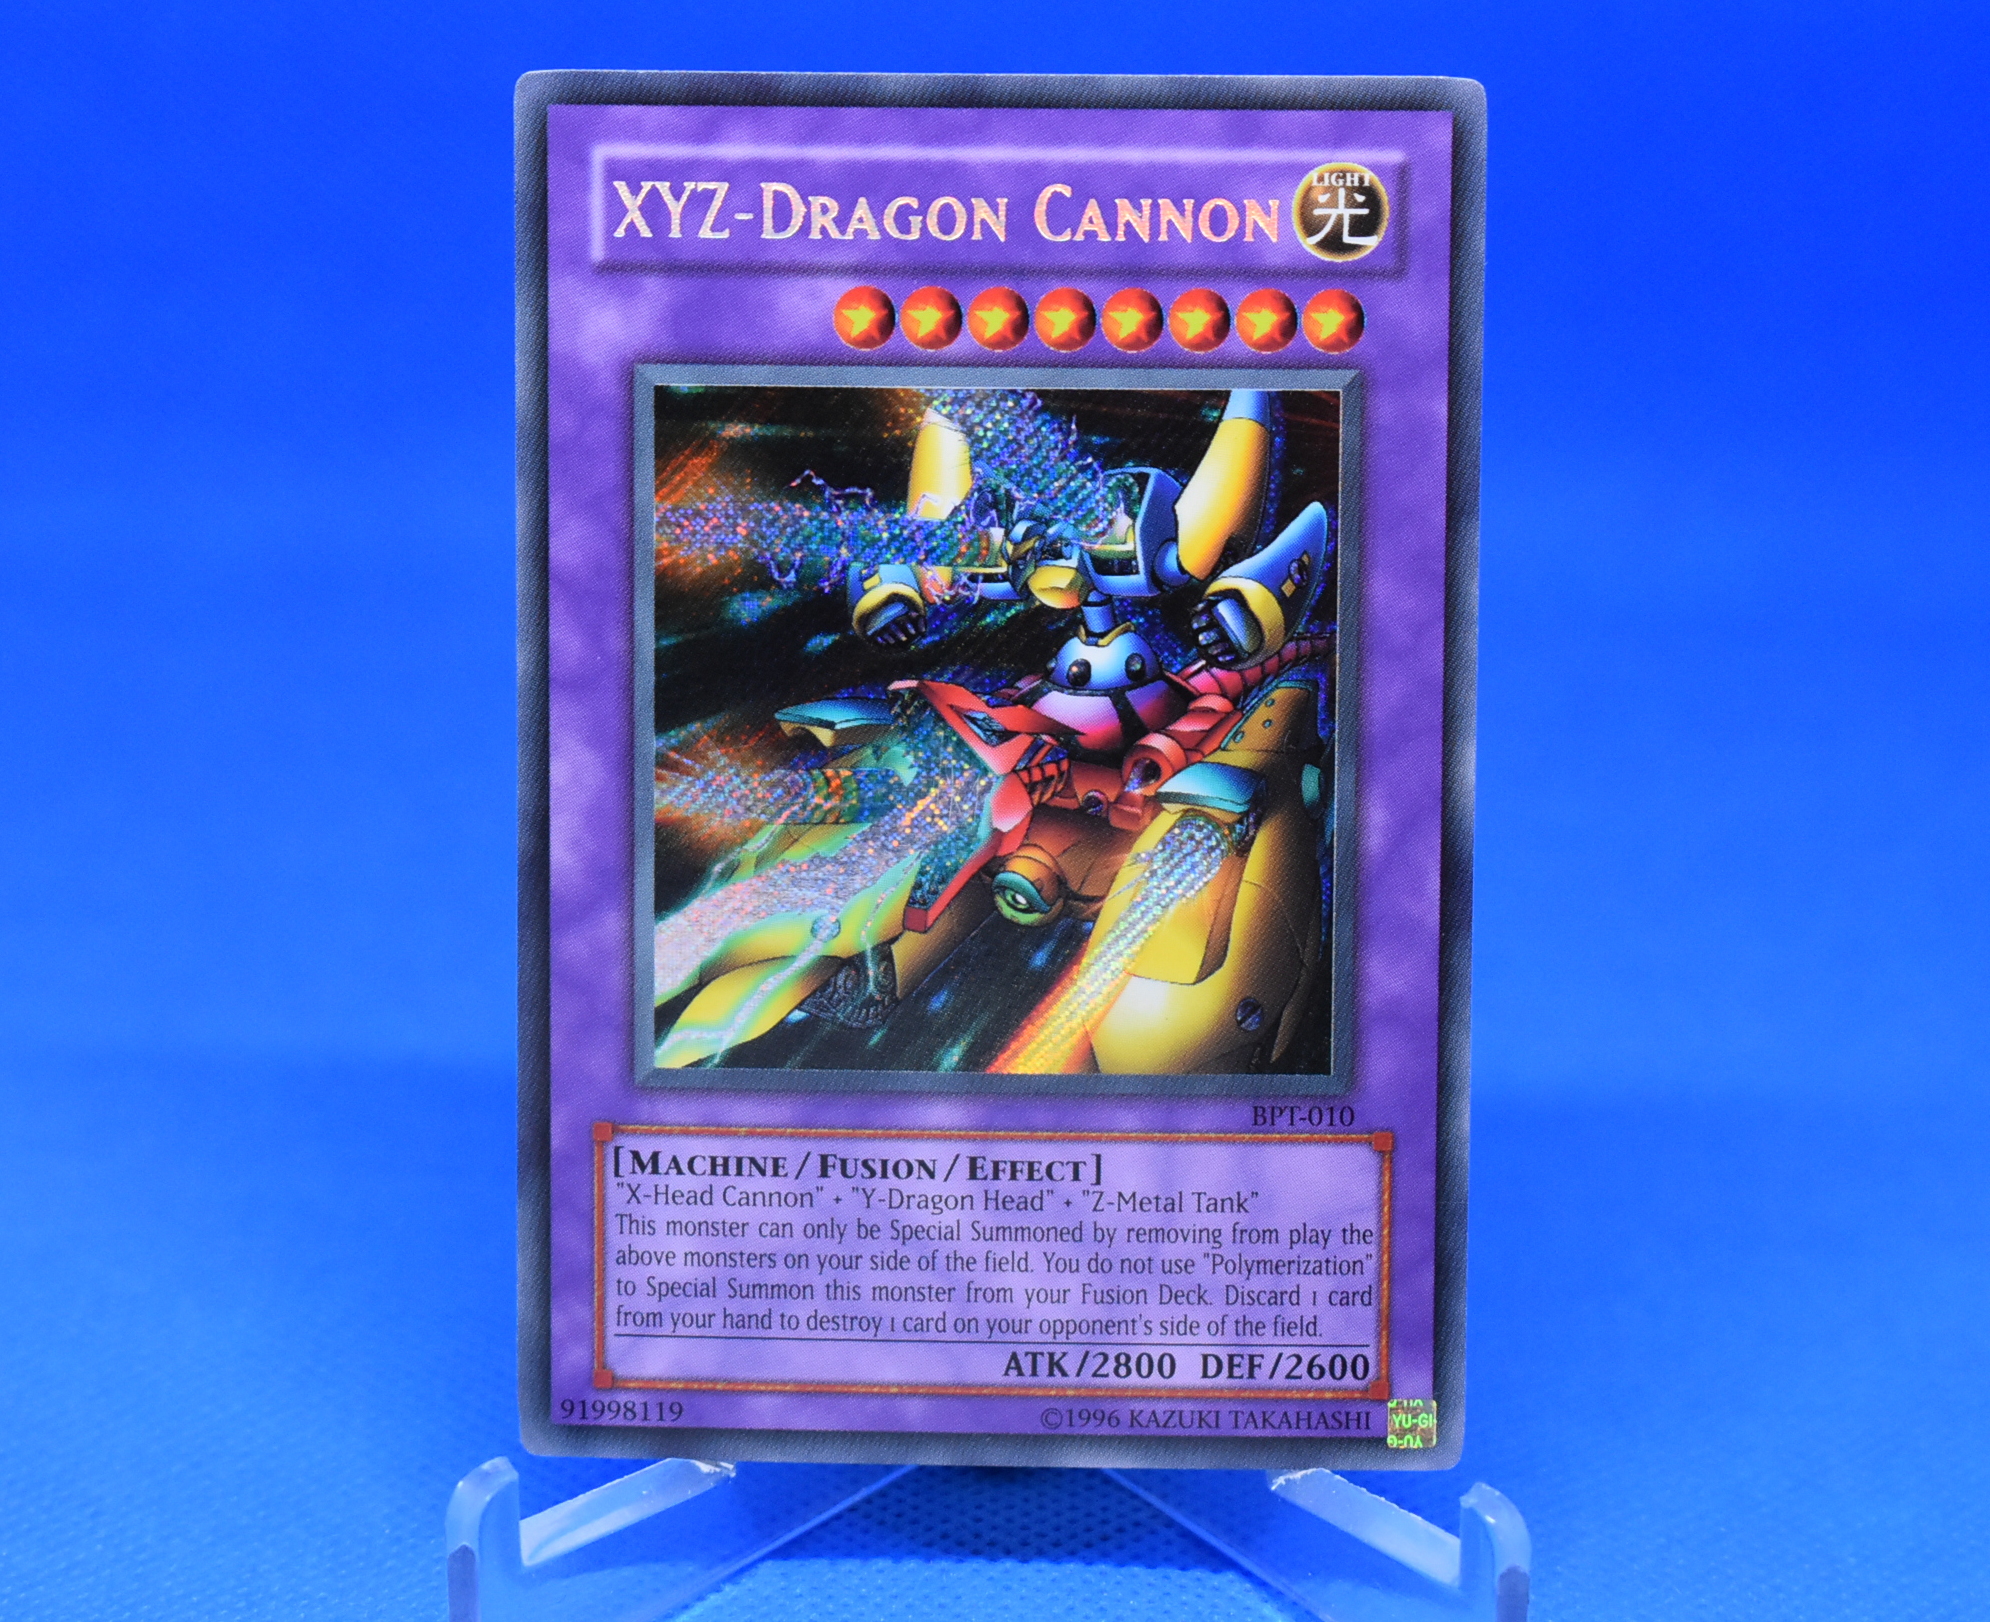 XYZ-Dragon Cannon
LIGHT
光
BPT-010
[Machine/Fusion/Effect]
"X-Head Cannon" + "Y-Dragon Head" + "Z-Metal Tank"
This monster can only be Special Summoned by removing from play the
above monsters on your side of the field. You do not use "Polymerization"
to Special Summon this monster from your Fusion Deck. Discard 1 card
from your hand to destroy 1 card on your opponent's side of the field.
ATK/2800 DEF/2600
91998119
©1996 KAZUKI TAKAHASHI
YU-GI